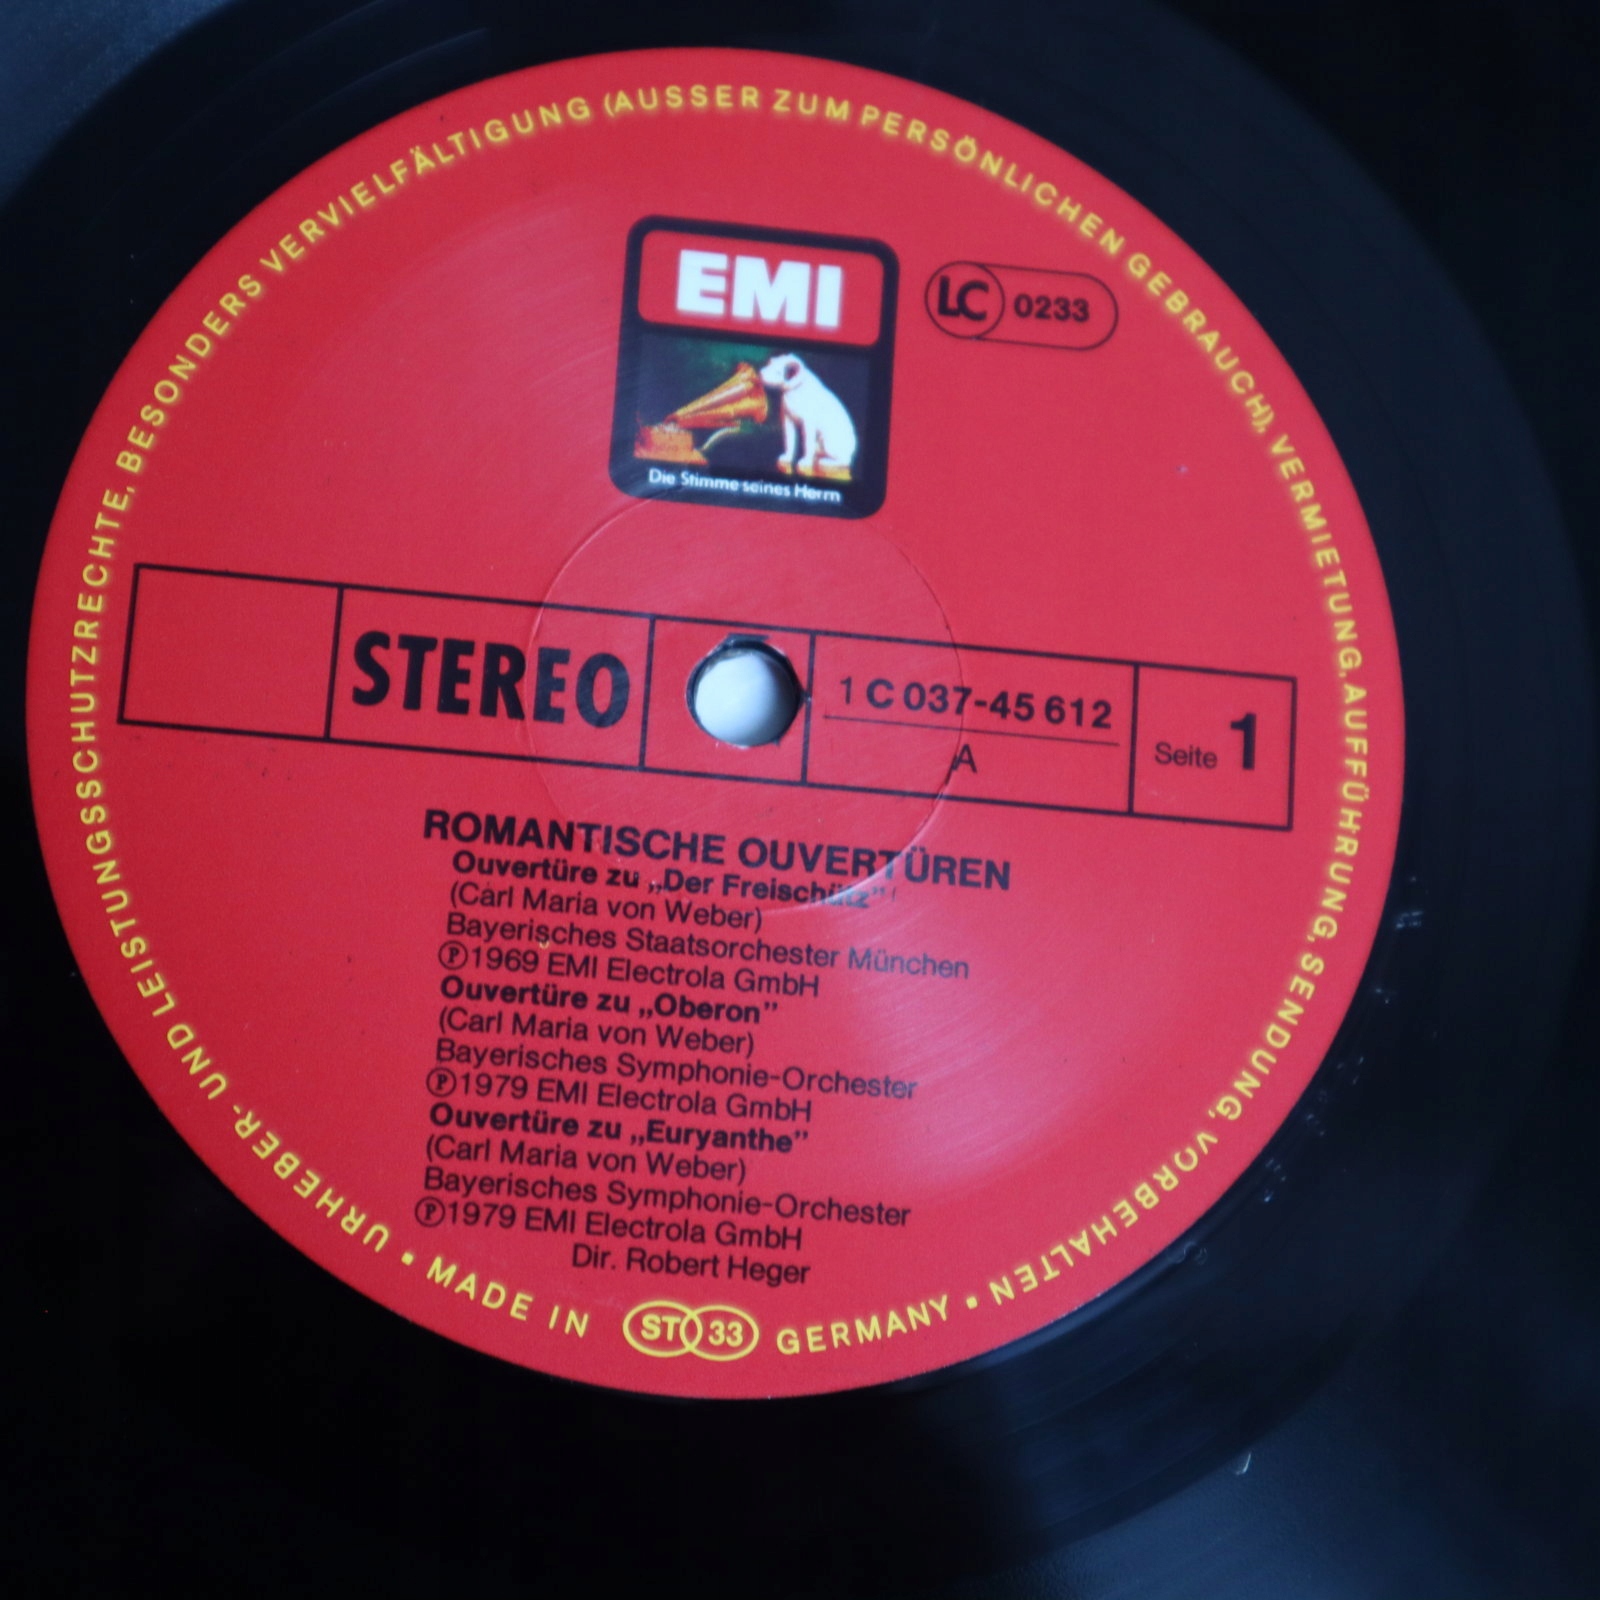 EMI
Die Stimme seines Herrn
LC 0233
STEREO
1 C 037-45 612
A
Seite 1
ROMANTISCHE OUVERTÜREN
Ouvertüre zu „Der Freischütz”
(Carl Maria von Weber)
Bayerisches Staatsorchester München
℗1969 EMI Electrola GmbH
Ouvertüre zu „Oberon”
(Carl Maria von Weber)
Bayerisches Symphonie-Orchester
℗1979 EMI Electrola GmbH
Ouvertüre zu „Euryanthe”
(Carl Maria von Weber)
Bayerisches Symphonie-Orchester
℗1979 EMI Electrola GmbH
Dir. Robert Heger
URHEBER- UND LEISTUNGSSCHUTZRECHTE, BESONDERS VERVIELFÄLTIGUNG (AUSSER ZUM PERSÖNLICHEN GEBRAUCH), VERMIETUNG, AUFFÜHRUNG, SENDUNG, VORBEHALTEN ▪
MADE IN ST 33 GERMANY ▪